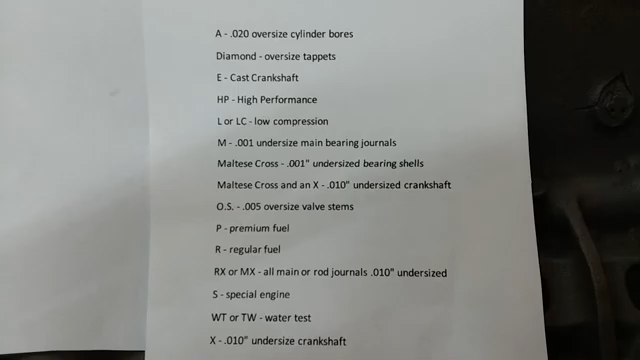 A - .020 oversize cylinder bores
Diamond - oversize tappets
E - Cast Crankshaft
HP - High Performance
L or LC - low compression
M - .001 undersize main bearing journals
Maltese Cross - .001" undersized bearing shells
Maltese Cross and an X - .010" undersized crankshaft
O.S. - .005 oversize valve stems
P - premium fuel
R - regular fuel
RX or MX - all main or rod journals .010" undersized
S - special engine
WT or TW - water test
X - .010" undersize crankshaft